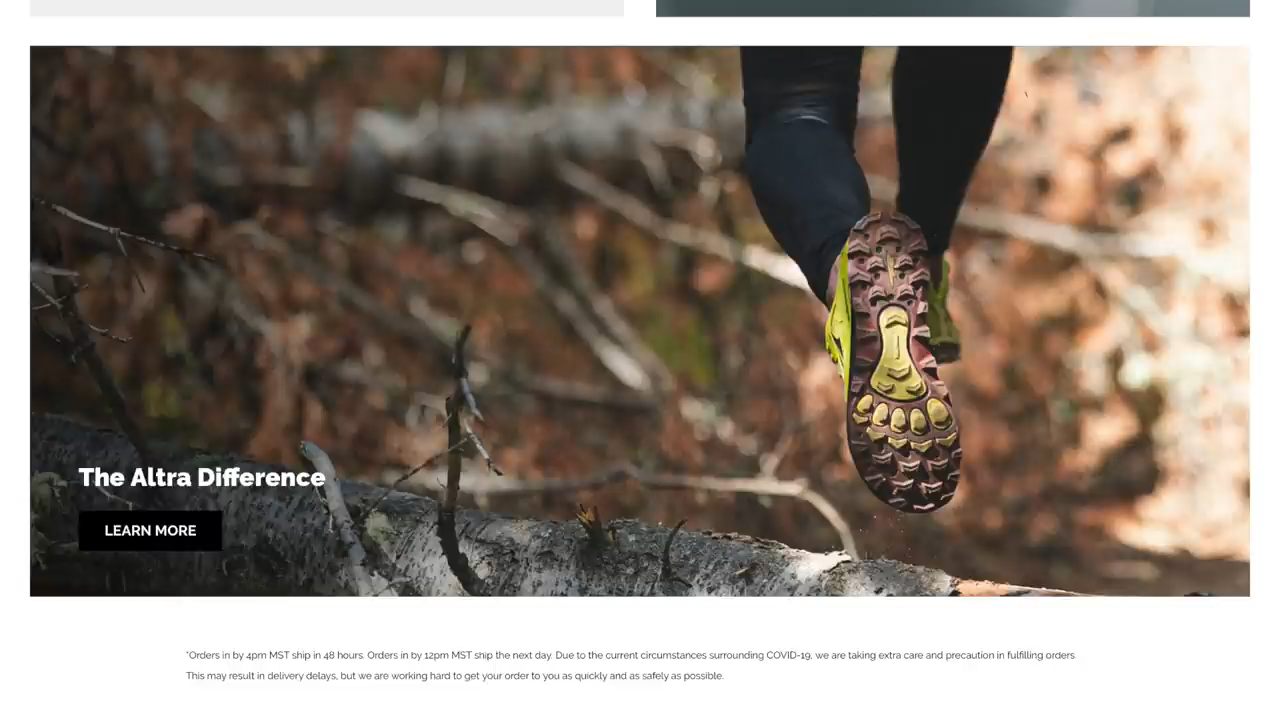 The Altra Difference
LEARN MORE
*Orders in by 4pm MST ship in 48 hours. Orders in by 12pm MST ship the next day. Due to the current circumstances surrounding COVID-19, we are taking extra care and precaution in fulfilling orders.
This may result in delivery delays, but we are working hard to get your order to you as quickly and as safely as possible.